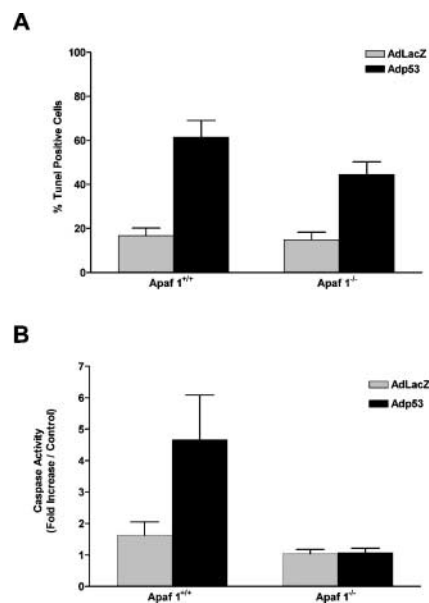 A
AdLacZ
Adp53
% Tunel Positive Cells
100
80
60
40
20
0
Apaf 1+/+ Apaf 1-/-
B
AdLacZ
Adp53
Caspase Activity
(Fold Increase / Control)
7
6
5
4
3
2
1
0
Apaf 1+/+ Apaf 1-/-